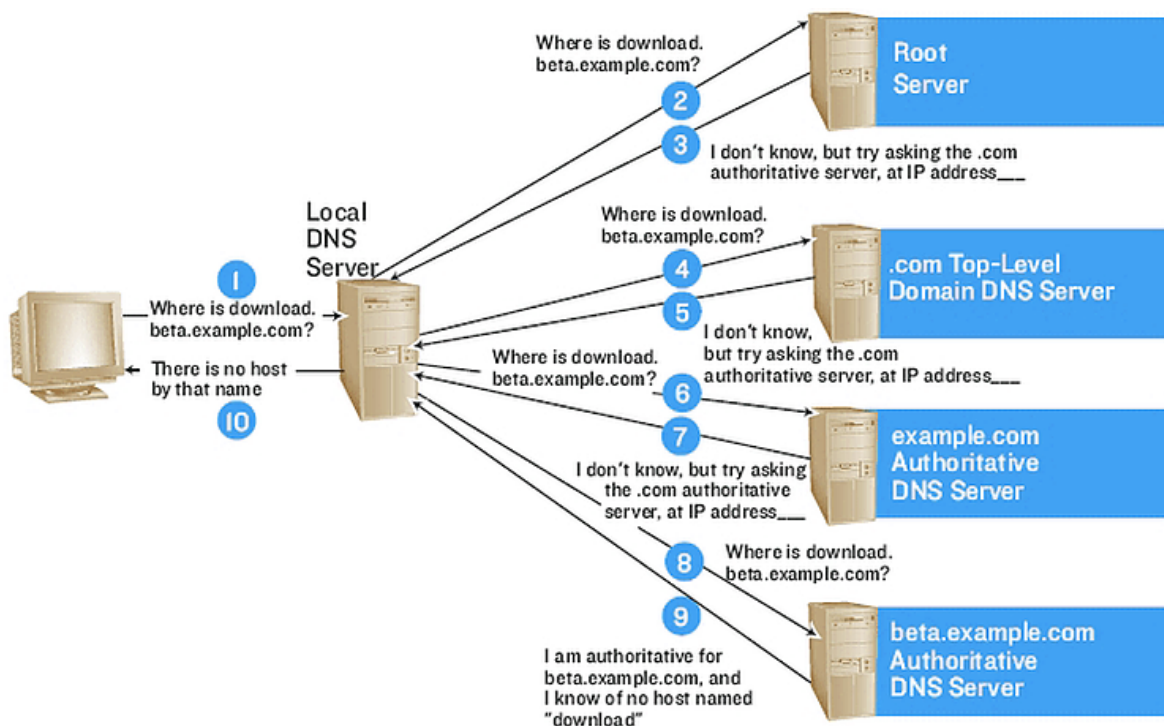 Where is download.
beta.example.com?
2
Root
Server
3
I don't know, but try asking the .com
authoritative server, at IP address___
Local
DNS
Server
1
Where is download.
beta.example.com?
There is no host
by that name
10
Where is download.
beta.example.com?
4
.com Top-Level
Domain DNS Server
5
I don't know,
but try asking the .com
authoritative server, at IP address___
Where is download.
beta.example.com?
6
example.com
Authoritative
DNS Server
7
I don't know, but try asking
the .com authoritative
server, at IP address___
8
Where is download.
beta.example.com?
beta.example.com
Authoritative
DNS Server
9
I am authoritative for
beta.example.com, and
I know of no host named
"download"